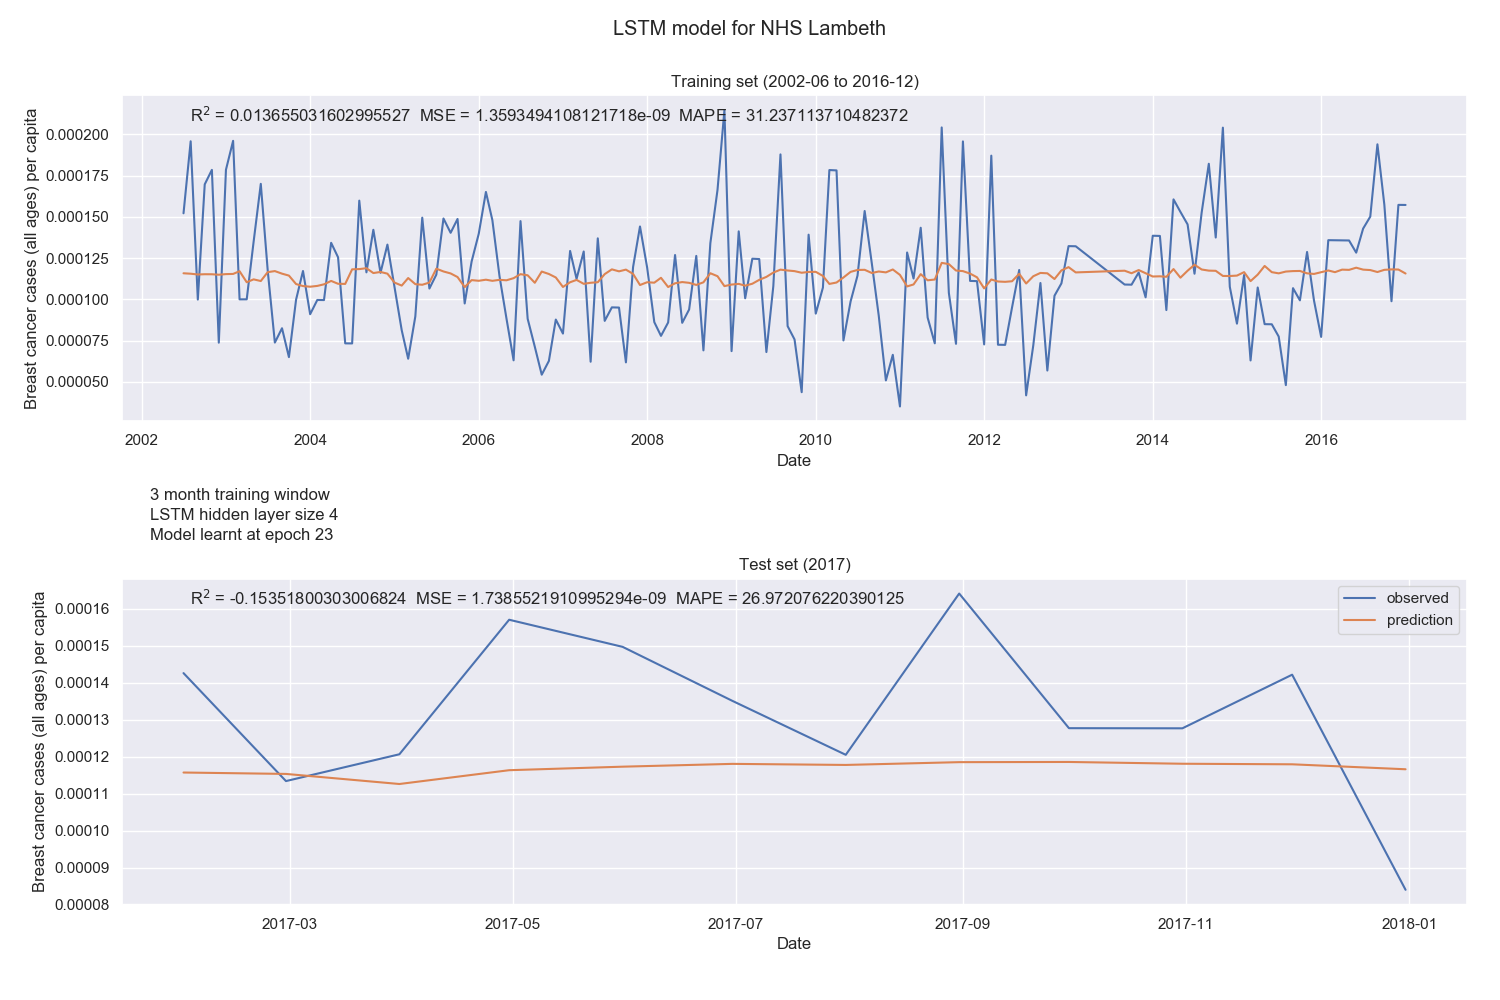 LSTM model for NHS Lambeth
Training set (2002-06 to 2016-12)
R² = 0.013655031602995527 MSE = 1.3593494108121718e-09 MAPE = 31.237113710482372
Breast cancer cases (all ages) per capita
0.000200
0.000175
0.000150
0.000125
0.000100
0.000075
0.000050
2002 2004 2006 2008 2010 2012 2014 2016
Date
3 month training window
LSTM hidden layer size 4
Model learnt at epoch 23
Test set (2017)
R² = -0.15351800303006824 MSE = 1.7385521910995294e-09 MAPE = 26.972076220390125
observed
prediction
Breast cancer cases (all ages) per capita
0.00016
0.00015
0.00014
0.00013
0.00012
0.00011
0.00010
0.00009
0.00008
2017-03 2017-05 2017-07 2017-09 2017-11 2018-01
Date